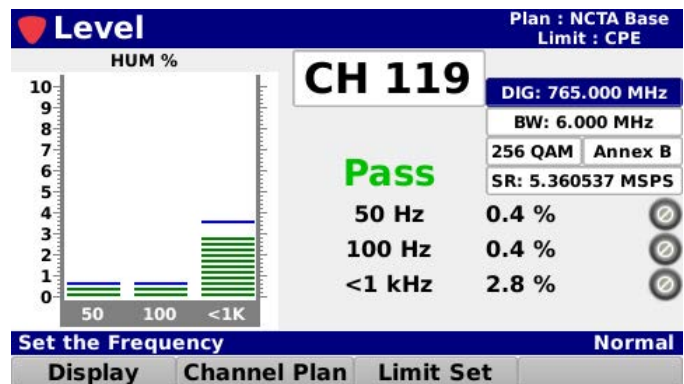 Level
Plan : NCTA Base
Limit : CPE
HUM %
10
9
8
7
6
5
4
3
2
1
0
50 100 <1K
CH 119
DIG: 765.000 MHz
BW: 6.000 MHz
256 QAM Annex B
SR: 5.360537 MSPS
Pass
50 Hz 0.4 %
100 Hz 0.4 %
<1 kHz 2.8 %
Set the Frequency Normal
Display Channel Plan Limit Set